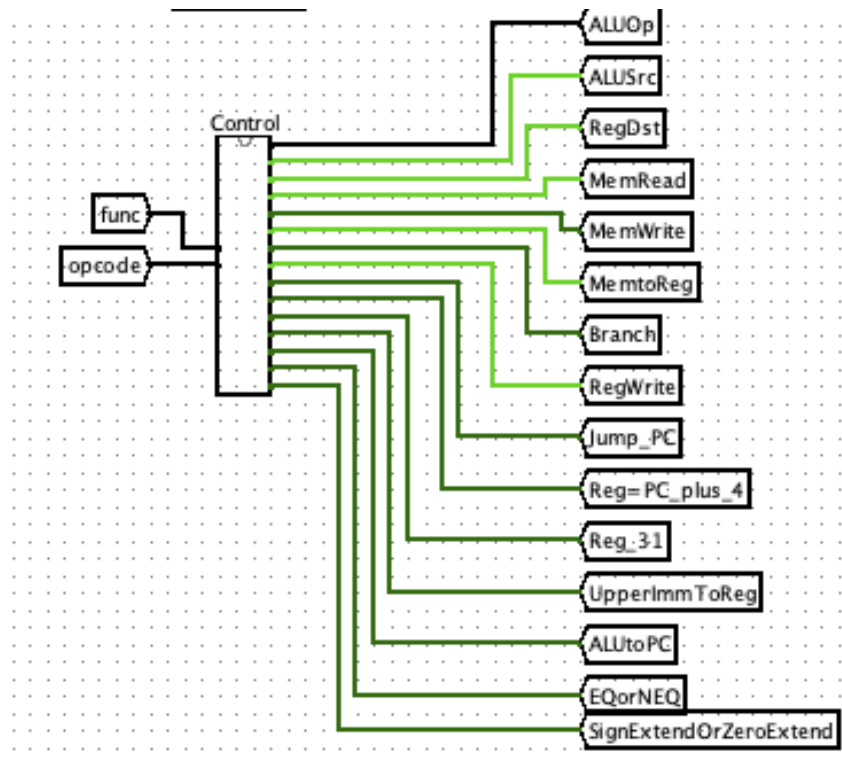 ALUOp
ALUSrc
Control
RegDst
MemRead
func
MemWrite
opcode
MemtoReg
Branch
RegWrite
Jump_PC
Reg=PC_plus_4
Reg_31
UpperImmToReg
ALUtoPC
EQorNEQ
SignExtendOrZeroExtend